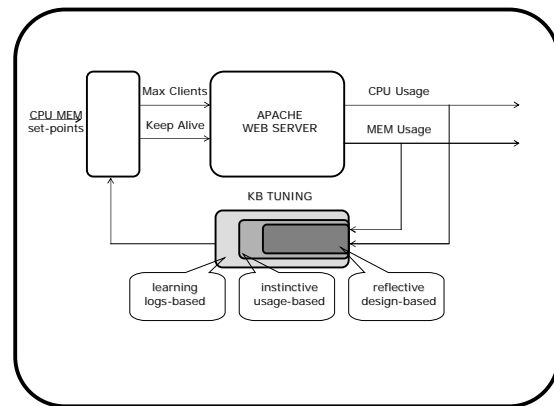 Max Clients
CPU Usage
CPU MEM
set-points
APACHE
WEB SERVER
Keep Alive
MEM Usage
KB TUNING
learning
logs-based
instinctive
usage-based
reflective
design-based